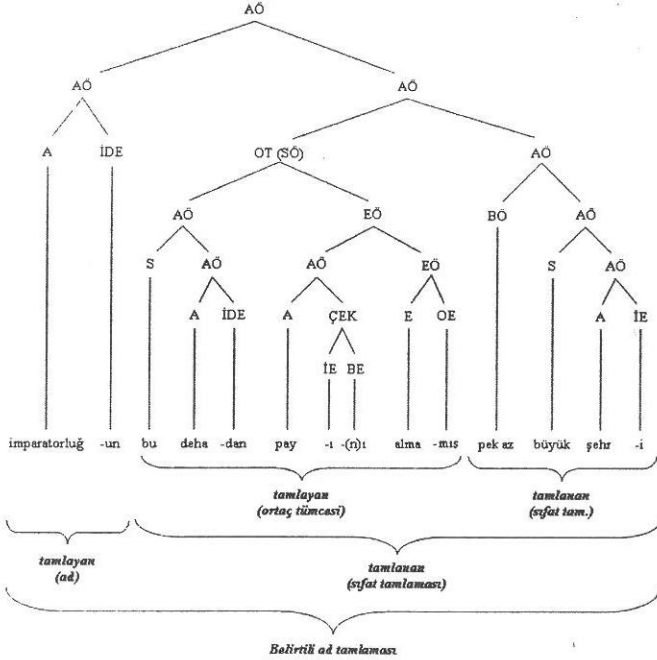 AÖ
AÖ AÖ
A İDE OT (SÖ) AÖ
AÖ EÖ BÖ AÖ
S AÖ AÖ EÖ S AÖ
A İDE A ÇEK E OE A İE
İE BE
imparatorluğ -un bu deha -dan pay -ı -(n)ı alma -mış pek az büyük şehr -i
tamlayan tamlanan
(ortaç tümcesi) (sıfat tam.)
tamlayan tamlanan
(ad) (sıfat tamlaması)
Belirtili ad tamlaması